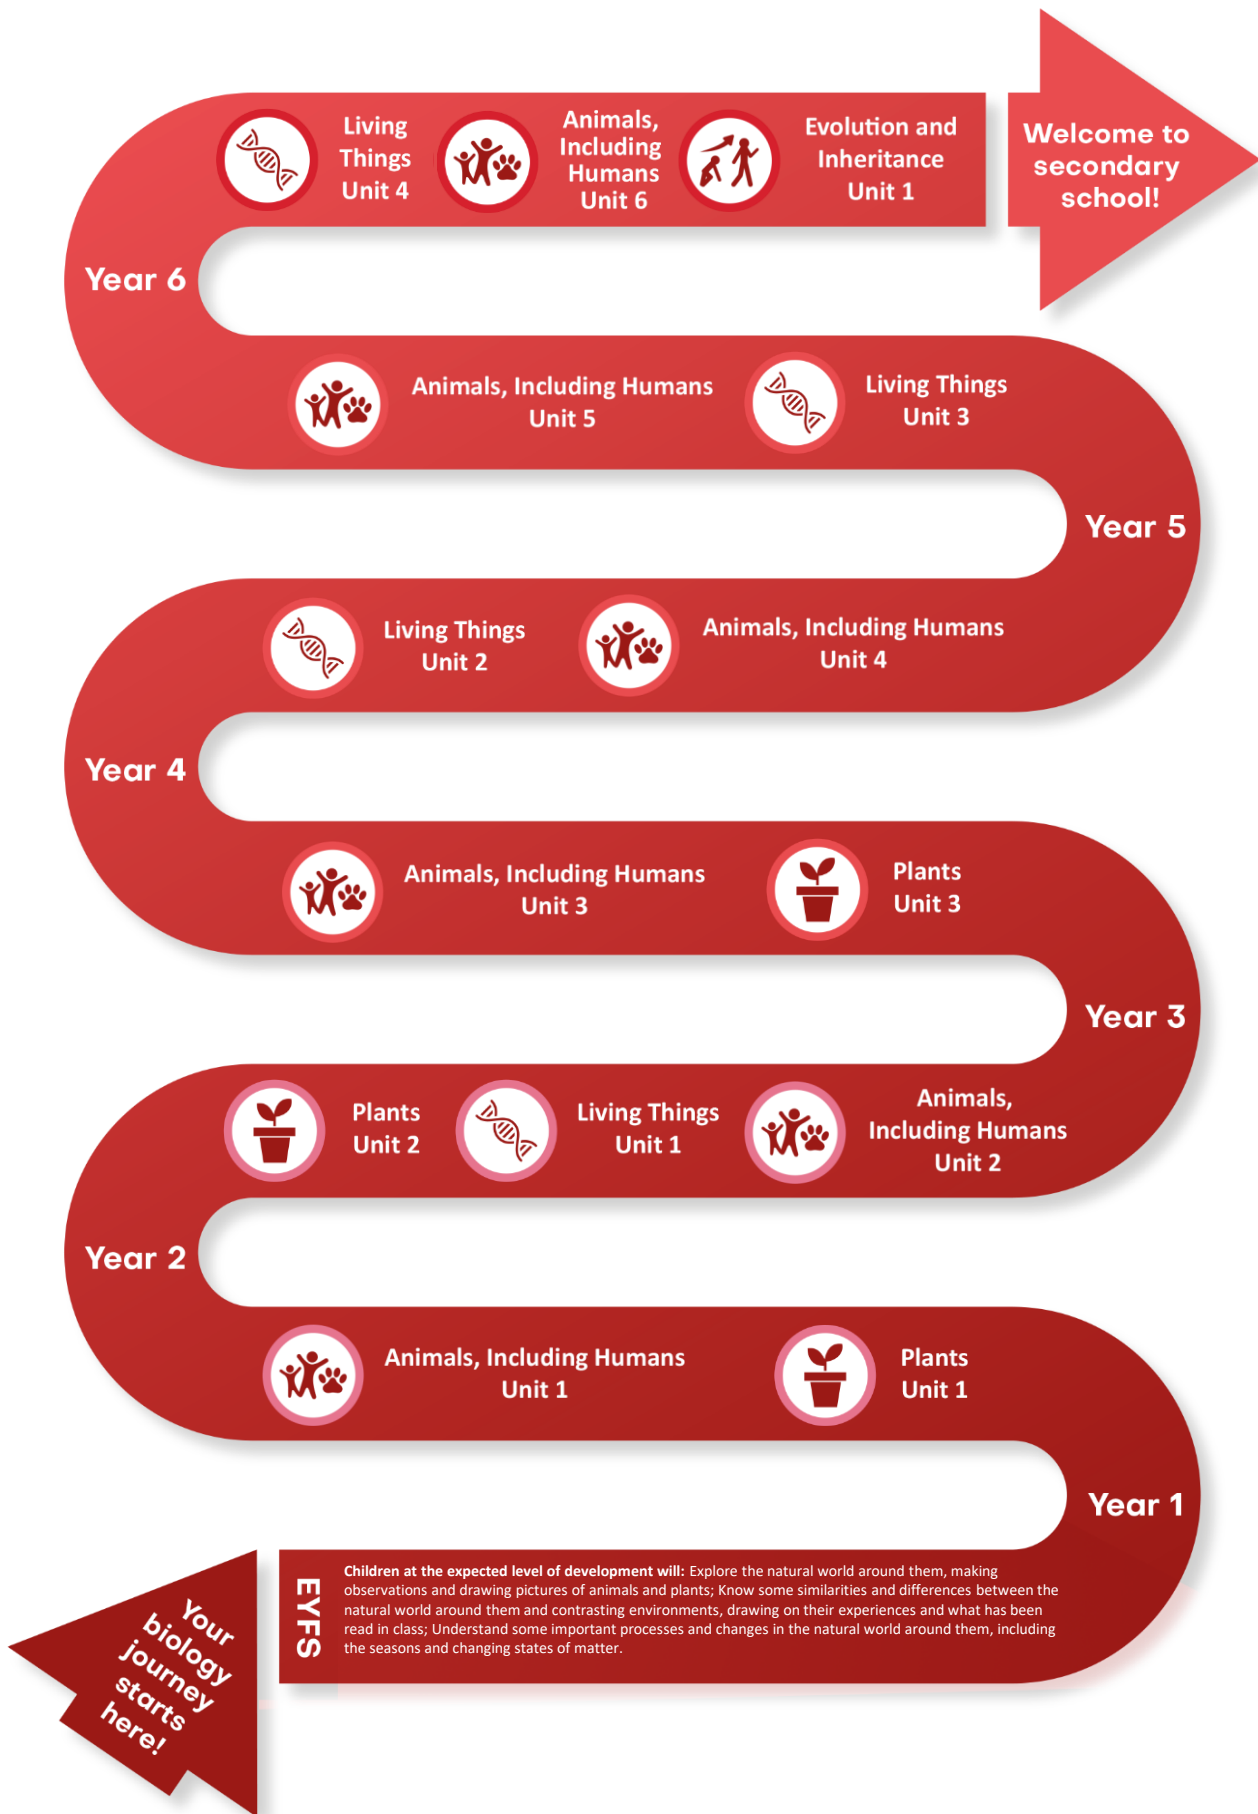 Living
Things
Unit 4
Animals,
Including
Humans
Unit 6
Evolution and
Inheritance
Unit 1
Welcome to
secondary
school!
Year 6
Animals, Including Humans
Unit 5
Living Things
Unit 3
Year 5
Living Things
Unit 2
Animals, Including Humans
Unit 4
Year 4
Animals, Including Humans
Unit 3
Plants
Unit 3
Year 3
Plants
Unit 2
Living Things
Unit 1
Animals,
Including Humans
Unit 2
Year 2
Animals, Including Humans
Unit 1
Plants
Unit 1
Year 1
EYFS
Children at the expected level of development will: Explore the natural world around them, making
observations and drawing pictures of animals and plants; Know some similarities and differences between the
natural world around them and contrasting environments, drawing on their experiences and what has been
read in class; Understand some important processes and changes in the natural world around them, including
the seasons and changing states of matter.
Your
biology
journey
starts
here!